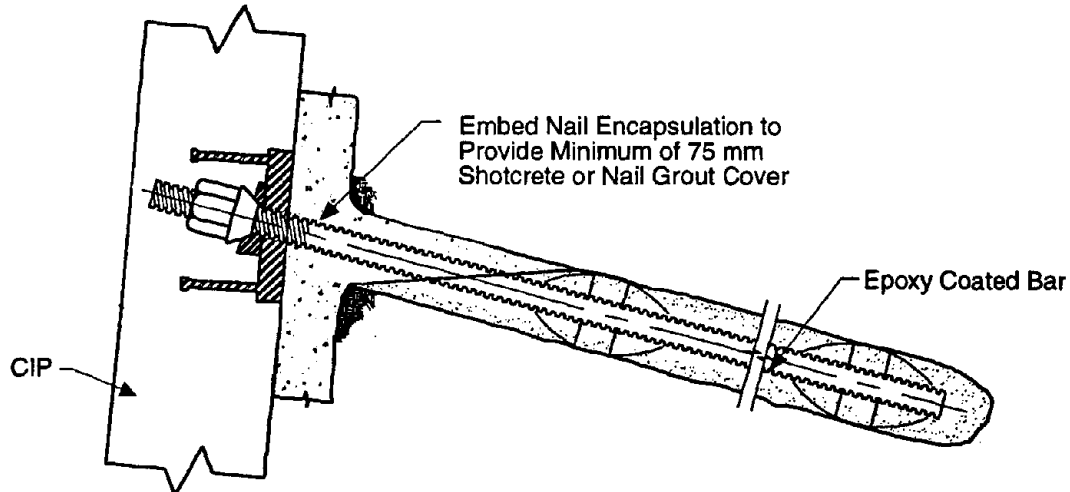 Embed Nail Encapsulation to
Provide Minimum of 75 mm
Shotcrete or Nail Grout Cover
Epoxy Coated Bar
CIP